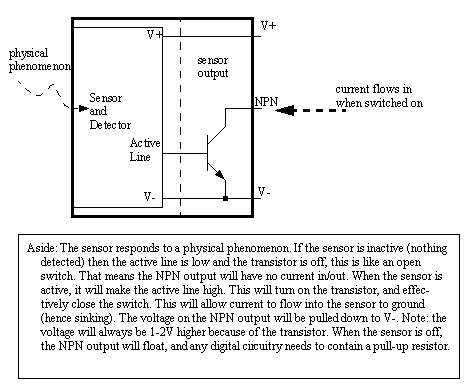 V+
V+
physical
phenomenon
sensor
output
current flows in
when switched on
NPN
Sensor
and
Detector
Active
Line
V-
V-
Aside: The sensor responds to a physical phenomenon. If the sensor is inactive (nothing
detected) then the active line is low and the transistor is off, this is like an open
switch. That means the NPN output will have no current in/out. When the sensor is
active, it will make the active line high. This will turn on the transistor, and effec-
tively close the switch. This will allow current to flow into the sensor to ground
(hence sinking). The voltage on the NPN output will be pulled down to V-. Note: the
voltage will always be 1-2V higher because of the transistor. When the sensor is off,
the NPN output will float, and any digital circuitry needs to contain a pull-up resistor.